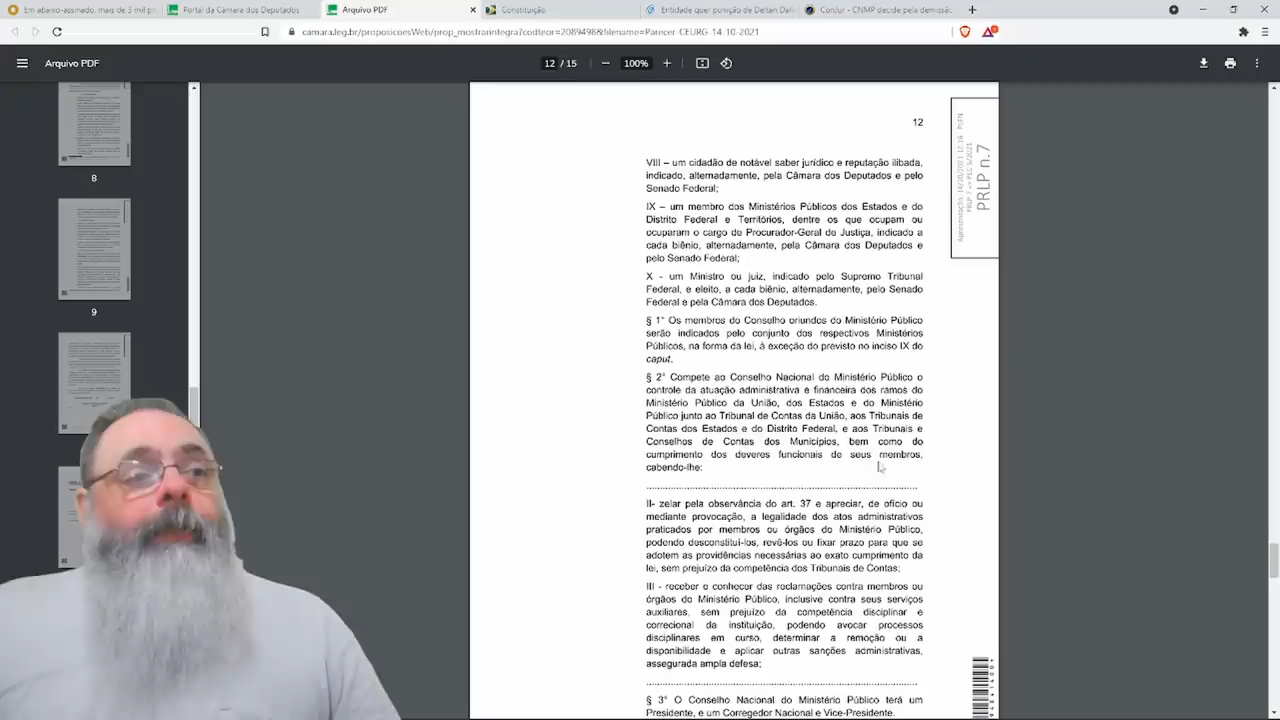 Em abaixo-assinado, mais de 3 mil pr
Portal da Câmara dos Deputados
Arquivo PDF
Constituição
Entidade quer punição de Deltan Dalla
ConJur - CNMP decide pela demissão
camara.leg.br/proposicoesWeb/prop_mostrarintegra?codteor=2089498&filename=Parecer-CEURG-14-10-2021
Arquivo PDF
12 / 15
100%
8
9
12
PRLP n.7
VIII – um cidadão de notável saber jurídico e reputação ilibada,
indicado, alternadamente, pela Câmara dos Deputados e pelo
Senado Federal;
IX – um membro dos Ministérios Públicos dos Estados e do
Distrito Federal e Territórios, dentre os que ocupam ou
ocuparam o cargo de Procurador-Geral de Justiça, indicado a
cada biênio, alternadamente, pela Câmara dos Deputados e
pelo Senado Federal;
X - um Ministro ou juiz, indicado pelo Supremo Tribunal
Federal, e eleito, a cada biênio, alternadamente, pelo Senado
Federal e pela Câmara dos Deputados.
§ 1° Os membros do Conselho oriundos do Ministério Público
serão indicados pelo conjunto dos respectivos Ministérios
Públicos, na forma da lei, à exceção do previsto no inciso IX do
caput.
§ 2° Compete ao Conselho Nacional do Ministério Público o
controle da atuação administrativa e financeira dos ramos do
Ministério Público da União, dos Estados e do Ministério
Público junto ao Tribunal de Contas da União, aos Tribunais de
Contas dos Estados e do Distrito Federal, e aos Tribunais e
Conselhos de Contas dos Municípios, bem como do
cumprimento dos deveres funcionais de seus membros,
cabendo-lhe:
II- zelar pela observância do art. 37 e apreciar, de ofício ou
mediante provocação, a legalidade dos atos administrativos
praticados por membros ou órgãos do Ministério Público,
podendo desconstituí-los, revê-los ou fixar prazo para que se
adotem as providências necessárias ao exato cumprimento da
lei, sem prejuízo da competência dos Tribunais de Contas;
III - receber e conhecer das reclamações contra membros ou
órgãos do Ministério Público, inclusive contra seus serviços
auxiliares, sem prejuízo da competência disciplinar e
correcional da instituição, podendo avocar processos
disciplinares em curso, determinar a remoção ou a
disponibilidade e aplicar outras sanções administrativas,
assegurada ampla defesa;
§ 3° O Conselho Nacional do Ministério Público terá um
Presidente, e um Corregedor Nacional e Vice-Presidente.